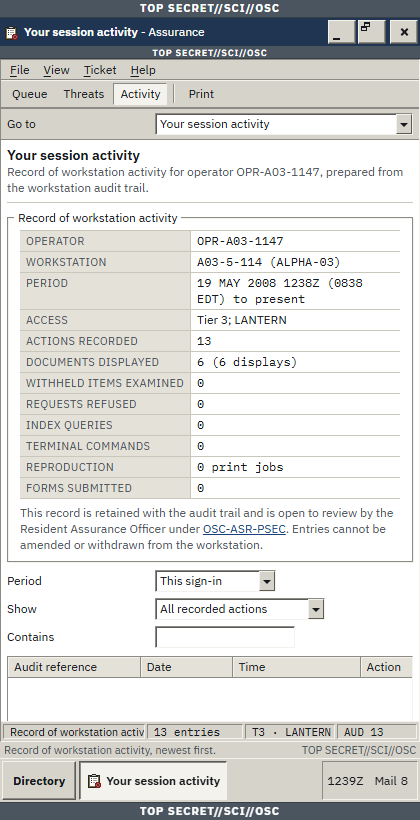 TOP SECRET//SCI//OSC
Your session activity - Assurance
TOP SECRET//SCI//OSC
File View Ticket Help
Queue Threats Activity Print
Go to Your session activity
Your session activity
Record of workstation activity for operator OPR-A03-1147, prepared from
the workstation audit trail.
Record of workstation activity
OPERATOR OPR-A03-1147
WORKSTATION A03-5-114 (ALPHA-03)
PERIOD 19 MAY 2008 1238Z (0838
EDT) to present
ACCESS Tier 3; LANTERN
ACTIONS RECORDED 13
DOCUMENTS DISPLAYED 6 (6 displays)
WITHHELD ITEMS EXAMINED 0
REQUESTS REFUSED 0
INDEX QUERIES 0
TERMINAL COMMANDS 0
REPRODUCTION 0 print jobs
FORMS SUBMITTED 0
This record is retained with the audit trail and is open to review by the
Resident Assurance Officer under OSC-ASR-PSEC. Entries cannot be
amended or withdrawn from the workstation.
Period This sign-in
Show All recorded actions
Contains
Audit reference Date Time Action
Record of workstation activ 13 entries T3 · LANTERN AUD 13
Record of workstation activity, newest first. TOP SECRET//SCI//OSC
Directory Your session activity 1239Z Mail 8
TOP SECRET//SCI//OSC